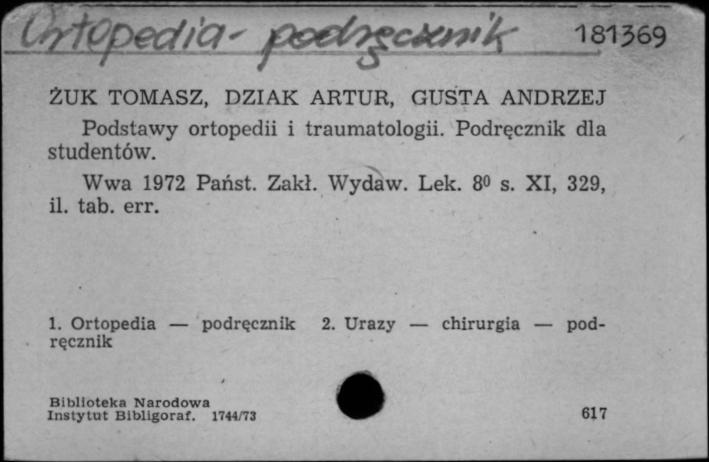 Ortopedia - podręcznik 181369
ŻUK TOMASZ, DZIAK ARTUR, GUSTA ANDRZEJ
Podstawy ortopedii i traumatologii. Podręcznik dla
studentów.
Wwa 1972 Państ. Zakł. Wydaw. Lek. 8⁰ s. XI, 329,
il. tab. err.
1. Ortopedia — podręcznik 2. Urazy — chirurgia — pod-
ręcznik
Biblioteka Narodowa
Instytut Bibligoraf. 1744/73 617